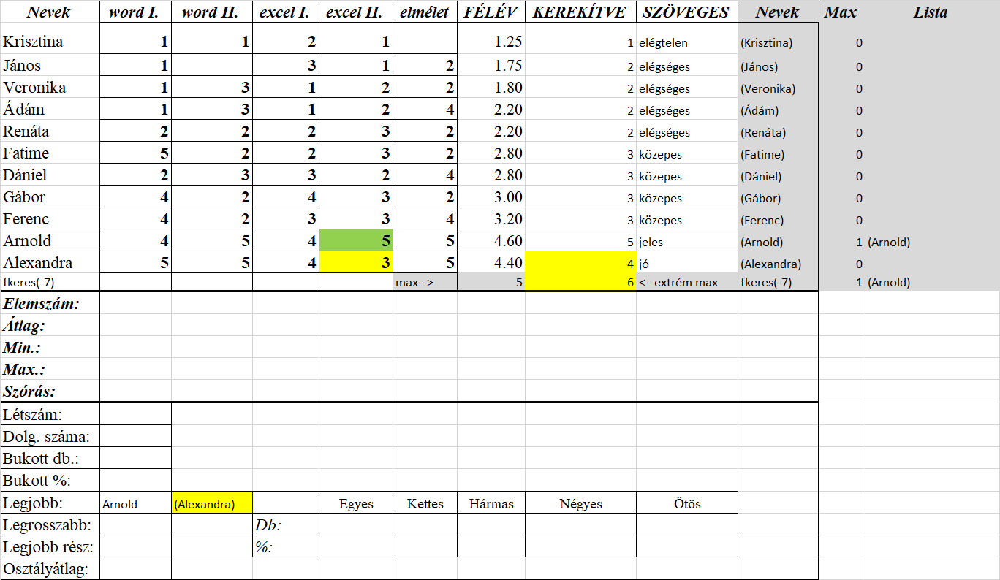 Nevek word I. word II. excel I. excel II. elmélet FÉLÉV KEREKÍTVE SZÖVEGES Nevek Max Lista
Krisztina 1 1 2 1 1.25 1 elégtelen (Krisztina) 0
János 1 3 1 2 1.75 2 elégséges (János) 0
Veronika 1 3 1 2 2 1.80 2 elégséges (Veronika) 0
Ádám 1 3 1 2 4 2.20 2 elégséges (Ádám) 0
Renáta 2 2 2 3 2 2.20 2 elégséges (Renáta) 0
Fatime 5 2 2 3 2 2.80 3 közepes (Fatime) 0
Dániel 2 3 3 2 4 2.80 3 közepes (Dániel) 0
Gábor 4 2 4 3 2 3.00 3 közepes (Gábor) 0
Ferenc 4 2 3 3 4 3.20 3 közepes (Ferenc) 0
Arnold 4 5 4 5 5 4.60 5 jeles (Arnold) 1 (Arnold)
Alexandra 5 5 4 3 5 4.40 4 jó (Alexandra) 0
fkeres(-7) max--> 5 6 <--extrém max fkeres(-7) 1 (Arnold)
Elemszám:
Átlag:
Min.:
Max.:
Szórás:
Létszám:
Dolg. száma:
Bukott db.:
Bukott %:
Legjobb: Arnold (Alexandra) Egyes Kettes Hármas Négyes Ötös
Legrosszabb: Db:
Legjobb rész: %:
Osztályátlag: